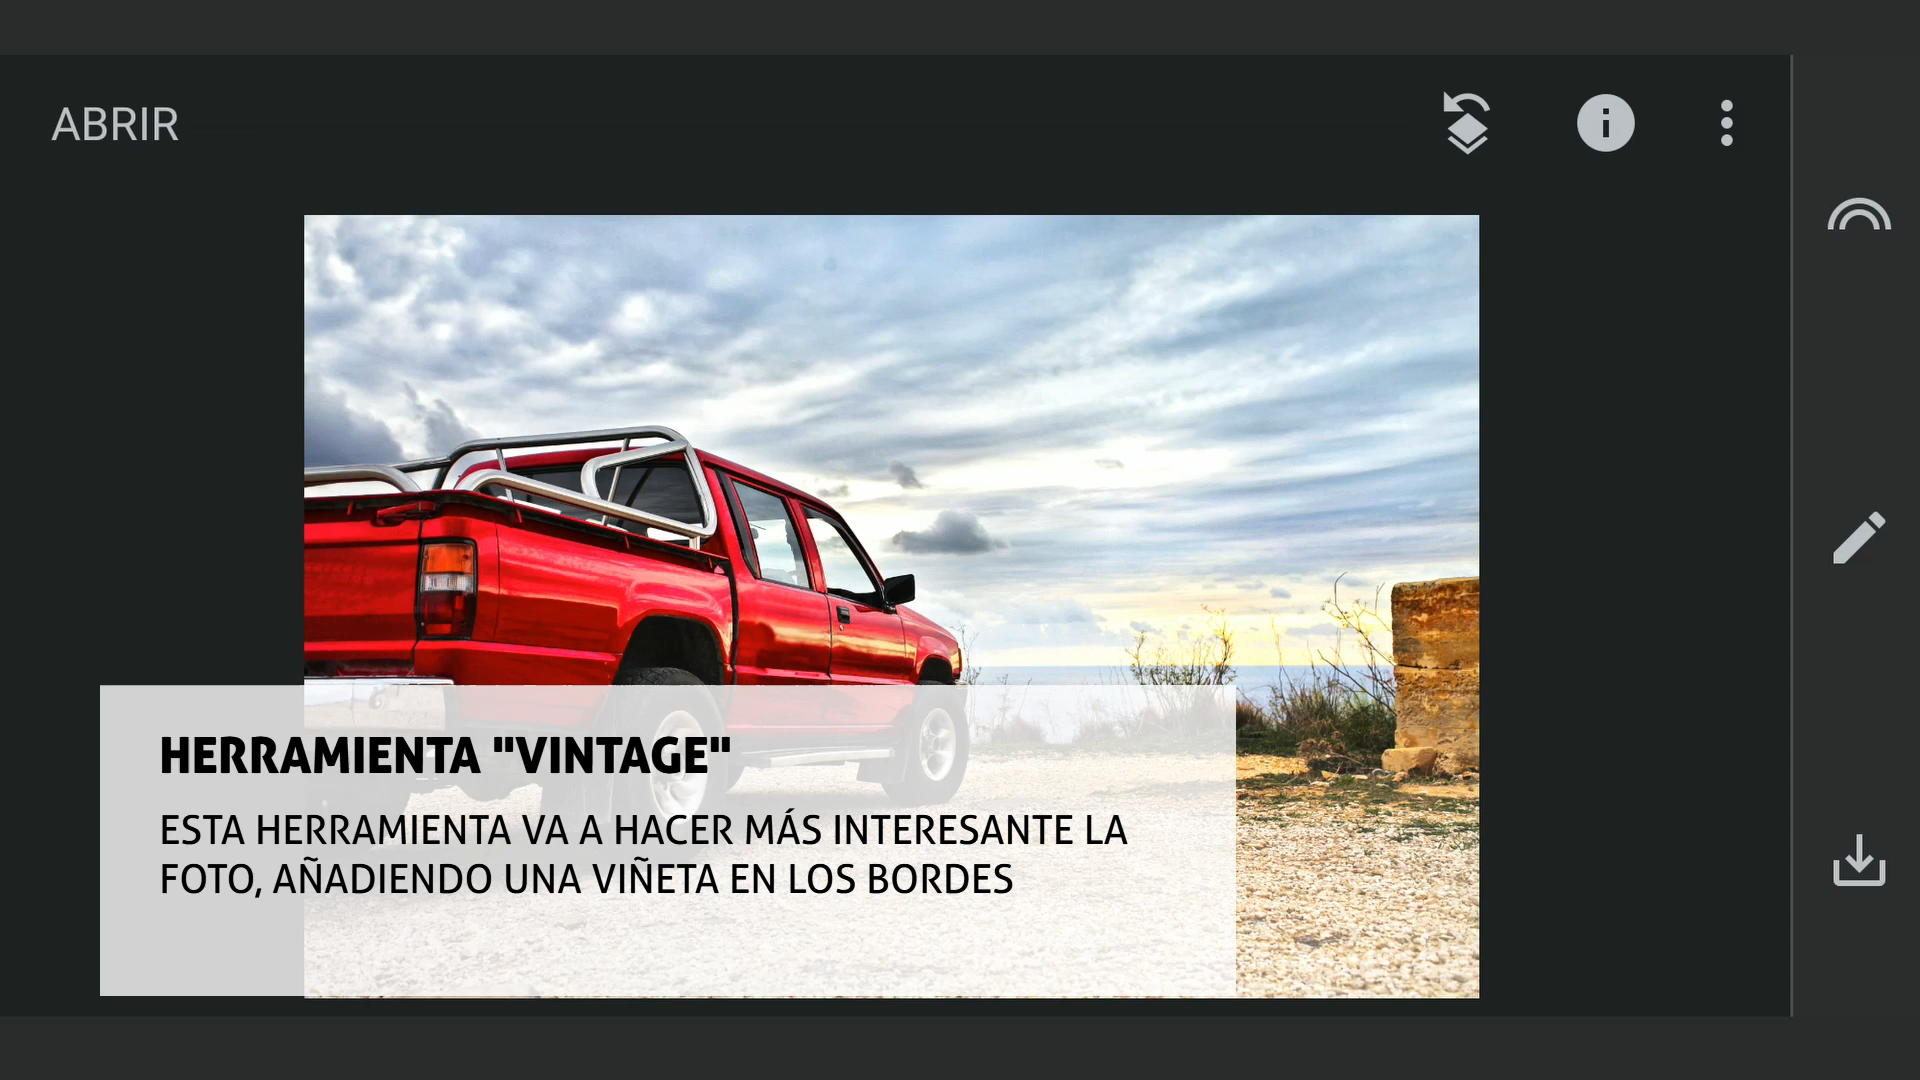 ABRIR
HERRAMIENTA "VINTAGE"
ESTA HERRAMIENTA VA A HACER MÁS INTERESANTE LA
FOTO, AÑADIENDO UNA VIÑETA EN LOS BORDES